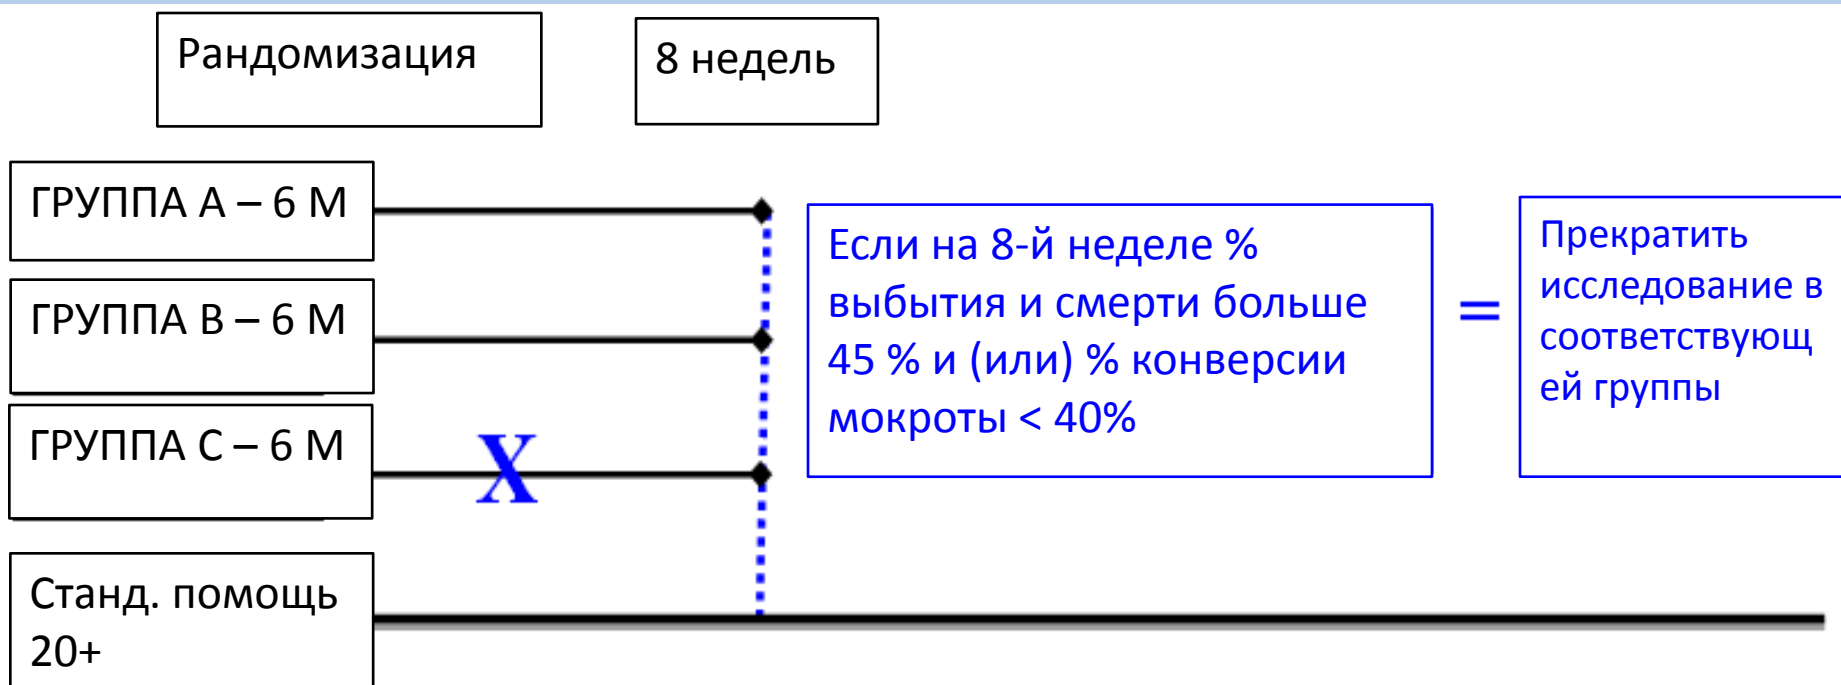 Рандомизация
8 недель
ГРУППА A – 6 М
ГРУППА B – 6 М
ГРУППА C – 6 М
X
Станд. помощь
20+
Если на 8-й неделе %
выбытия и смерти больше
45 % и (или) % конверсии
мокроты < 40%
=
Прекратить
исследование в
соответствующ
ей группы